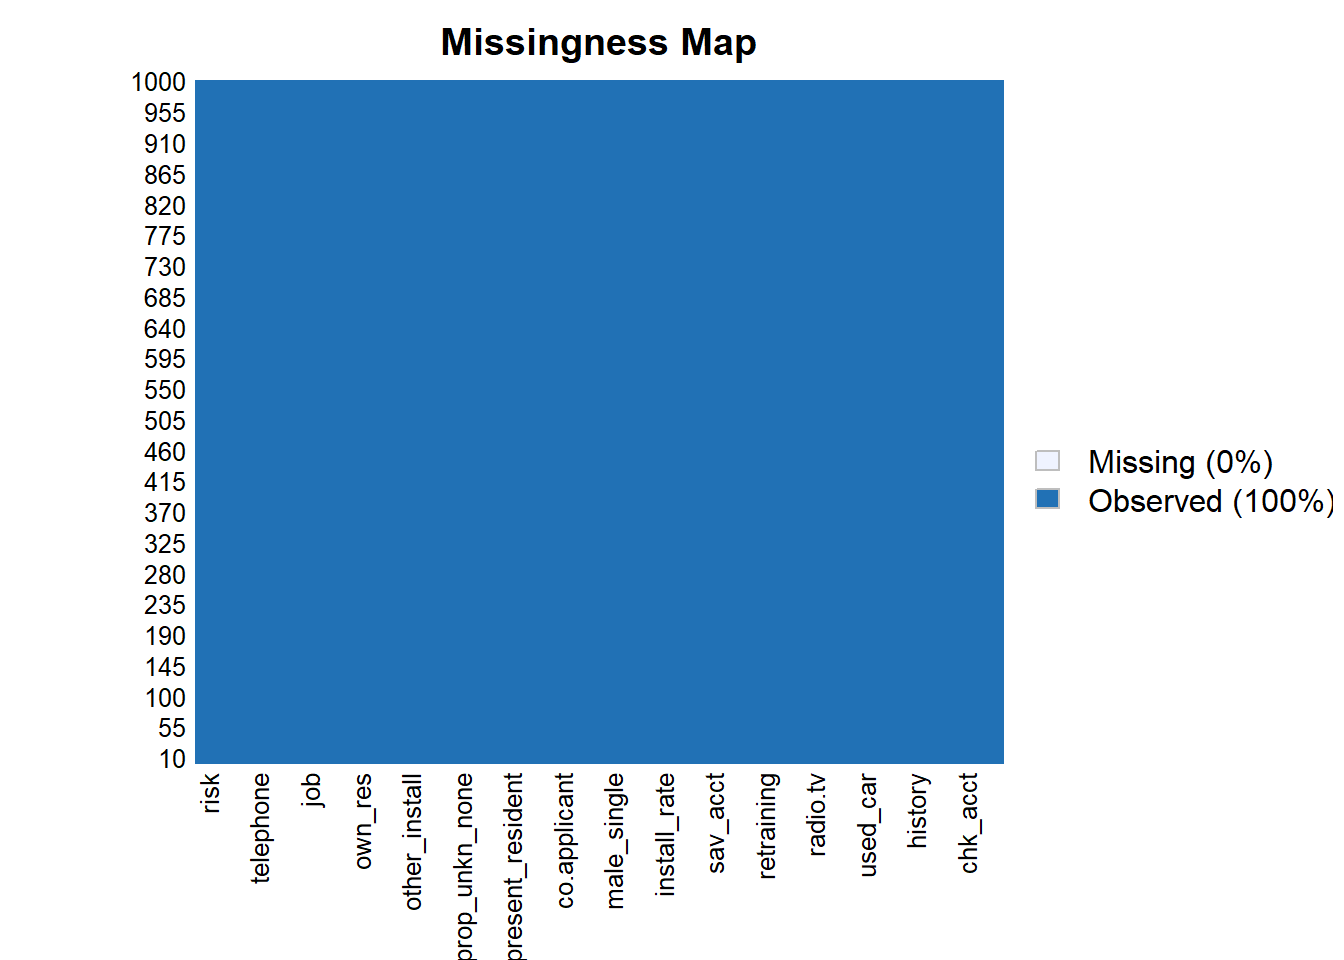 Missingness Map
1000
955
910
865
820
775
730
685
640
595
550
505
460
415
370
325
280
235
190
145
100
55
10
risk
telephone
job
own_res
other_install
prop_unkn_none
present_resident
co.applicant
male_single
install_rate
sav_acct
retraining
radio.tv
used_car
history
chk_acct
Missing (0%)
Observed (100%)